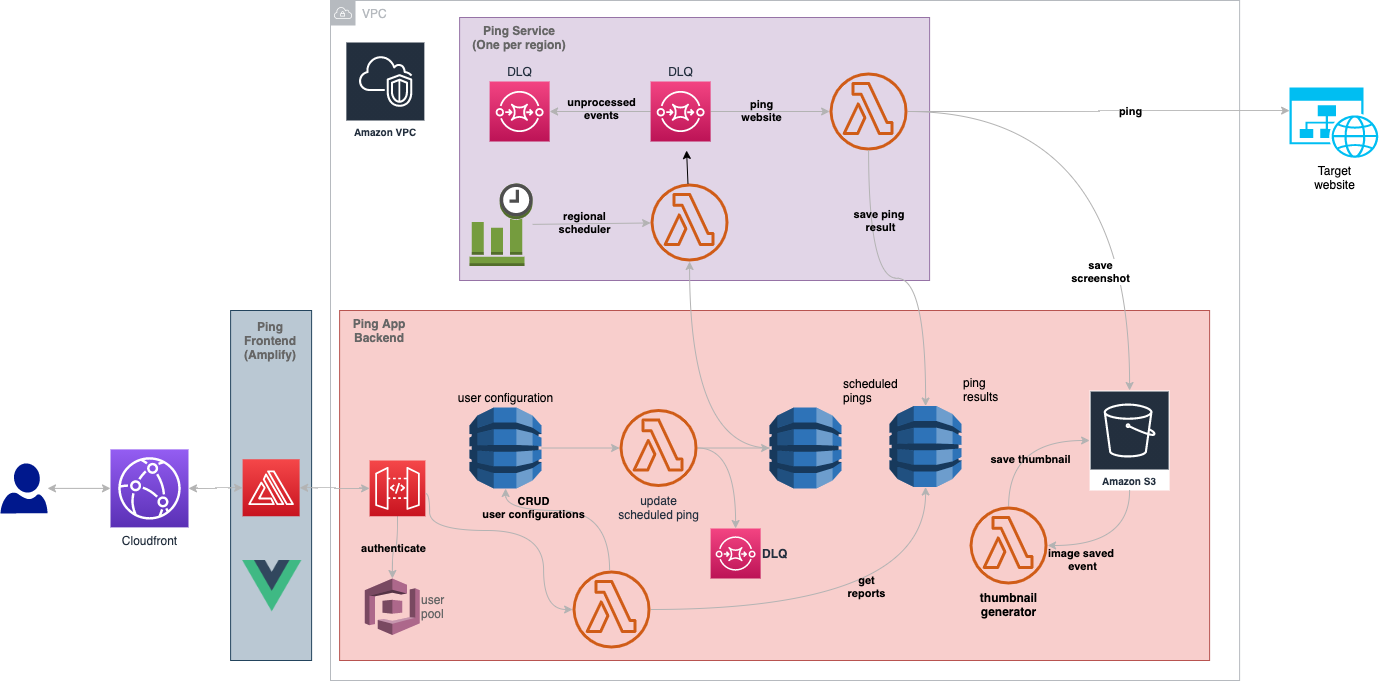 VPC
Amazon VPC
Ping Service
(One per region)
DLQ
DLQ
unprocessed
events
ping
website
ping
Target
website
regional
scheduler
save ping
result
save
screenshot
Ping
Frontend
(Amplify)
Ping App
Backend
user configuration
scheduled
pings
ping
results
save thumbnail
Amazon S3
CRUD
user configurations
update
scheduled ping
Cloudfront
authenticate
DLQ
image saved
event
user
pool
get
reports
thumbnail
generator